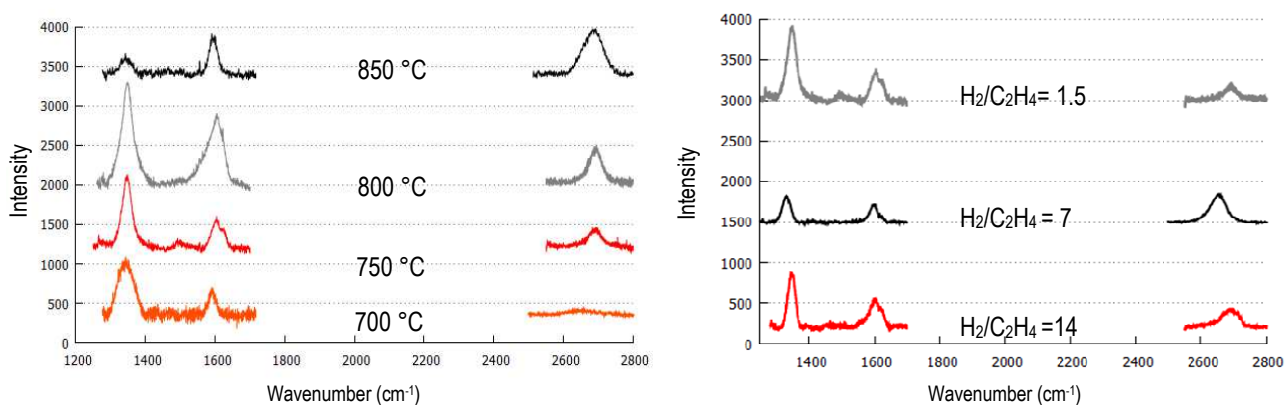 4000
3500
3000
2500
2000
1500
1000
500
0
Intensity
850 °C
800 °C
750 °C
700 °C
1200 1400 1600 1800 2000 2200 2400 2600 2800
Wavenumber (cm-1)
4000
3500
3000
2500
2000
1500
1000
500
0
Intensity
H2/C2H4= 1.5
H2/C2H4 = 7
H2/C2H4 =14
1400 1600 1800 2000 2200 2400 2600 2800
Wavenumber (cm-1)